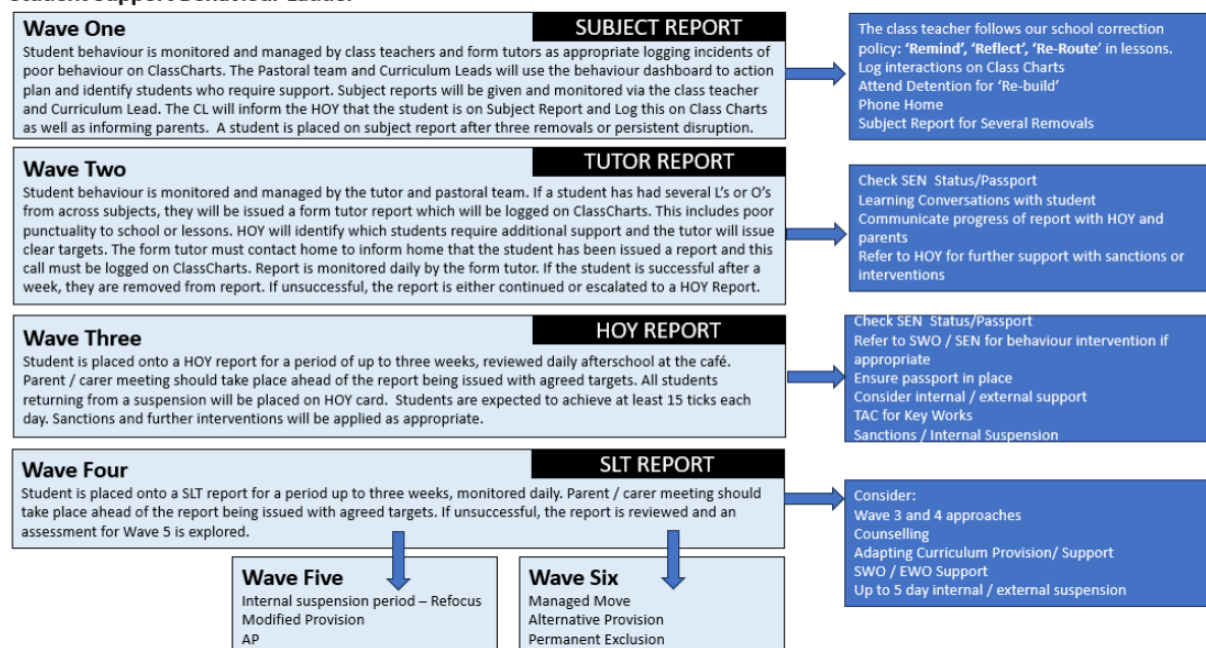 Student Support Behaviour Ladder
Wave One
SUBJECT REPORT
Student behaviour is monitored and managed by class teachers and form tutors as appropriate logging incidents of
poor behaviour on ClassCharts. The Pastoral team and Curriculum Leads will use the behaviour dashboard to action
plan and identify students who require support. Subject reports will be given and monitored via the class teacher
and Curriculum Lead. The CL will inform the HOY that the student is on Subject Report and Log this on Class Charts
as well as informing parents. A student is placed on subject report after three removals or persistent disruption.
The class teacher follows our school correction
policy: ‘Remind’, ‘Reflect’, ‘Re-Route’ in lessons.
Log interactions on Class Charts
Attend Detention for ‘Re-build’
Phone Home
Subject Report for Several Removals
Wave Two
TUTOR REPORT
Student behaviour is monitored and managed by the tutor and pastoral team. If a student has had several L’s or O’s
from across subjects, they will be issued a form tutor report which will be logged on ClassCharts. This includes poor
punctuality to school or lessons. HOY will identify which students require additional support and the tutor will issue
clear targets. The form tutor must contact home to inform home that the student has been issued a report and this
call must be logged on ClassCharts. Report is monitored daily by the form tutor. If the student is successful after a
week, they are removed from report. If unsuccessful, the report is either continued or escalated to a HOY Report.
Check SEN Status/Passport
Learning Conversations with student
Communicate progress of report with HOY and
parents
Refer to HOY for further support with sanctions or
interventions
Wave Three
HOY REPORT
Student is placed onto a HOY report for a period of up to three weeks, reviewed daily afterschool at the café.
Parent / carer meeting should take place ahead of the report being issued with agreed targets. All students
returning from a suspension will be placed on HOY card. Students are expected to achieve at least 15 ticks each
day. Sanctions and further interventions will be applied as appropriate.
Check SEN Status/Passport
Refer to SWO / SEN for behaviour intervention if
appropriate
Ensure passport in place
Consider internal / external support
TAC for Key Works
Sanctions / Internal Suspension
Wave Four
SLT REPORT
Student is placed onto a SLT report for a period up to three weeks, monitored daily. Parent / carer meeting should
take place ahead of the report being issued with agreed targets. If unsuccessful, the report is reviewed and an
assessment for Wave 5 is explored.
Consider:
Wave 3 and 4 approaches
Counselling
Adapting Curriculum Provision/ Support
SWO / EWO Support
Up to 5 day internal / external suspension
Wave Five
Internal suspension period – Refocus
Modified Provision
AP
Wave Six
Managed Move
Alternative Provision
Permanent Exclusion